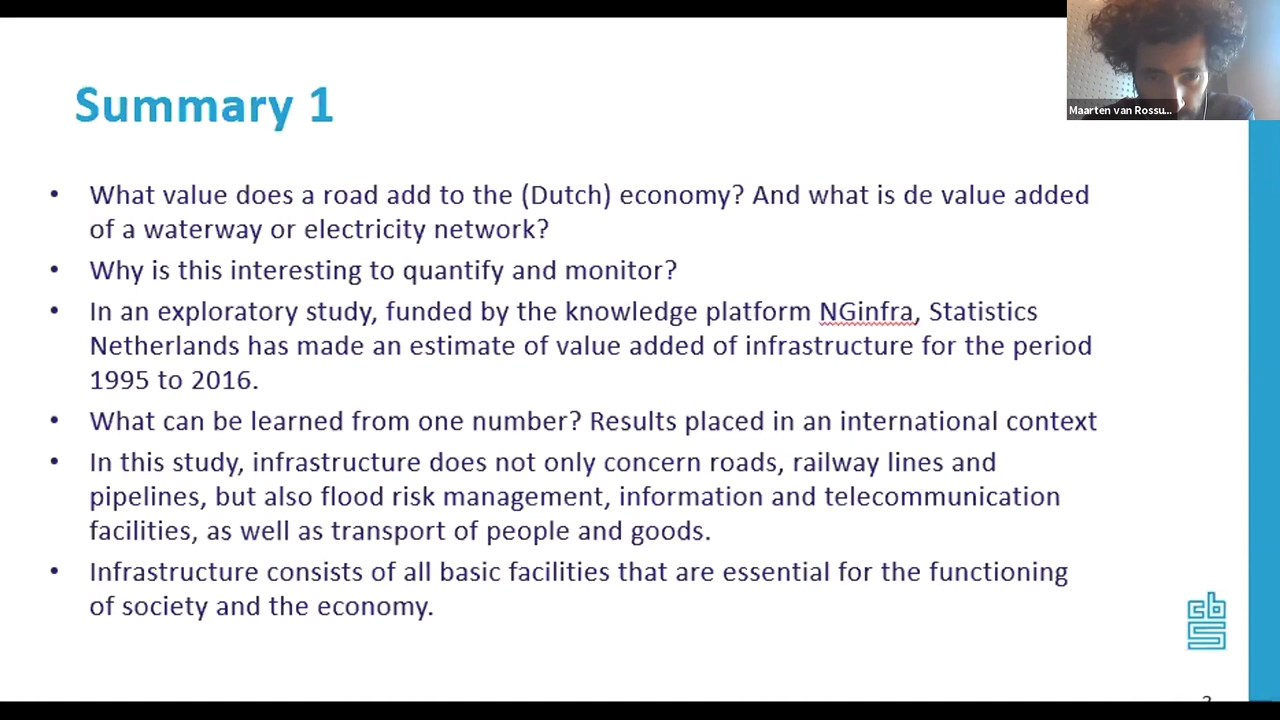 Summary 1
Maarten van Rossu...
• What value does a road add to the (Dutch) economy? And what is de value added
of a waterway or electricity network?
• Why is this interesting to quantify and monitor?
• In an exploratory study, funded by the knowledge platform NGinfra, Statistics
Netherlands has made an estimate of value added of infrastructure for the period
1995 to 2016.
• What can be learned from one number? Results placed in an international context
• In this study, infrastructure does not only concern roads, railway lines and
pipelines, but also flood risk management, information and telecommunication
facilities, as well as transport of people and goods.
• Infrastructure consists of all basic facilities that are essential for the functioning
of society and the economy.
cbs